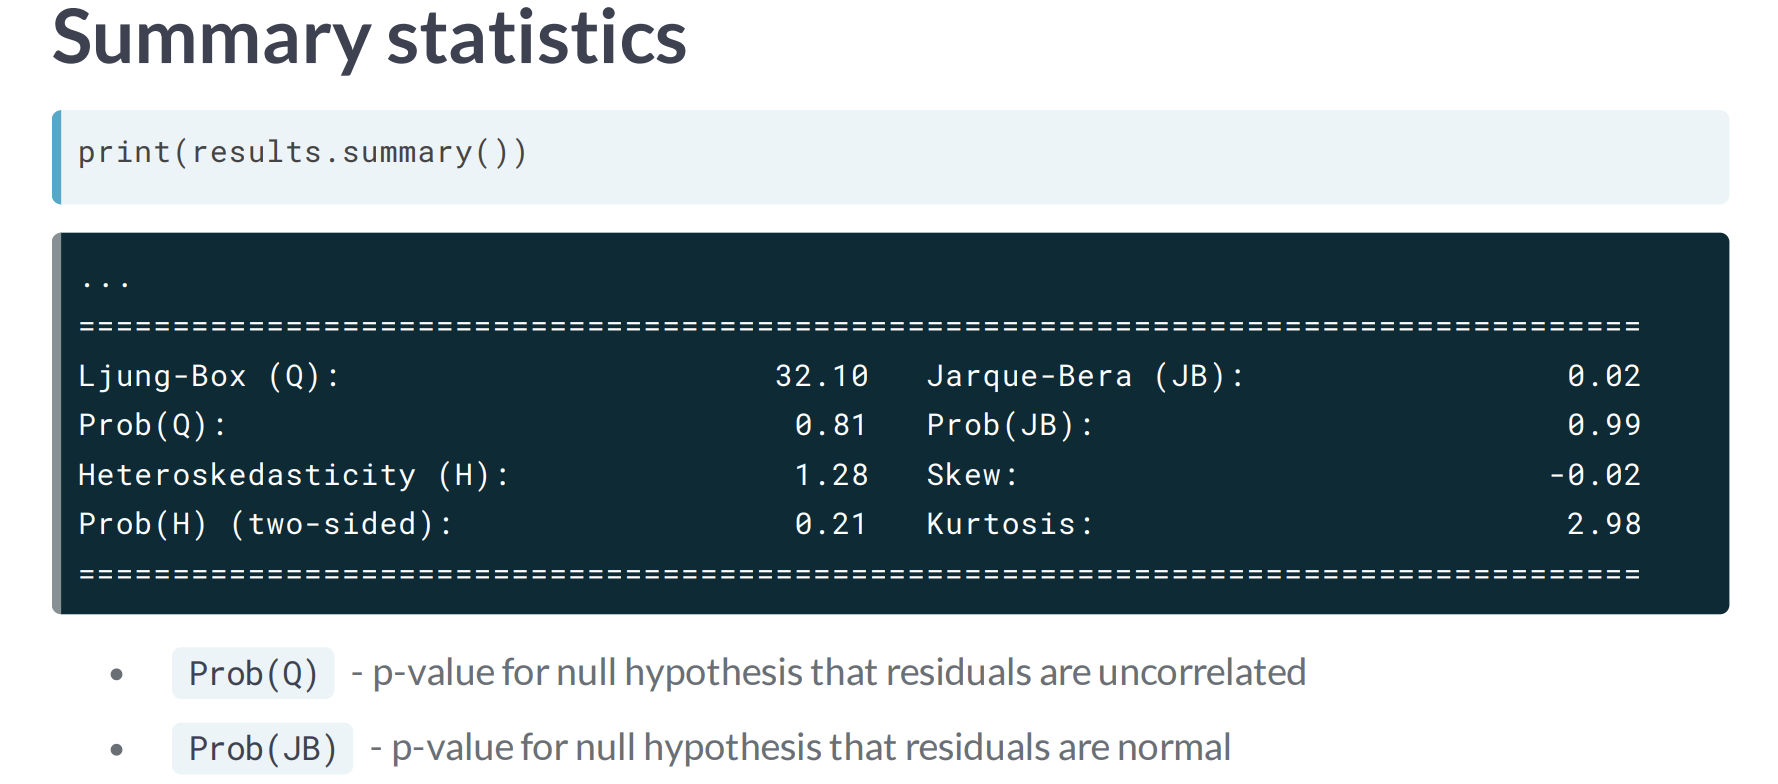 Summary statistics
print(results.summary())
...
===================================================================================
Ljung-Box (Q): 32.10 Jarque-Bera (JB): 0.02
Prob(Q): 0.81 Prob(JB): 0.99
Heteroskedasticity (H): 1.28 Skew: -0.02
Prob(H) (two-sided): 0.21 Kurtosis: 2.98
===================================================================================
• Prob(Q) - p-value for null hypothesis that residuals are uncorrelated
• Prob(JB) - p-value for null hypothesis that residuals are normal